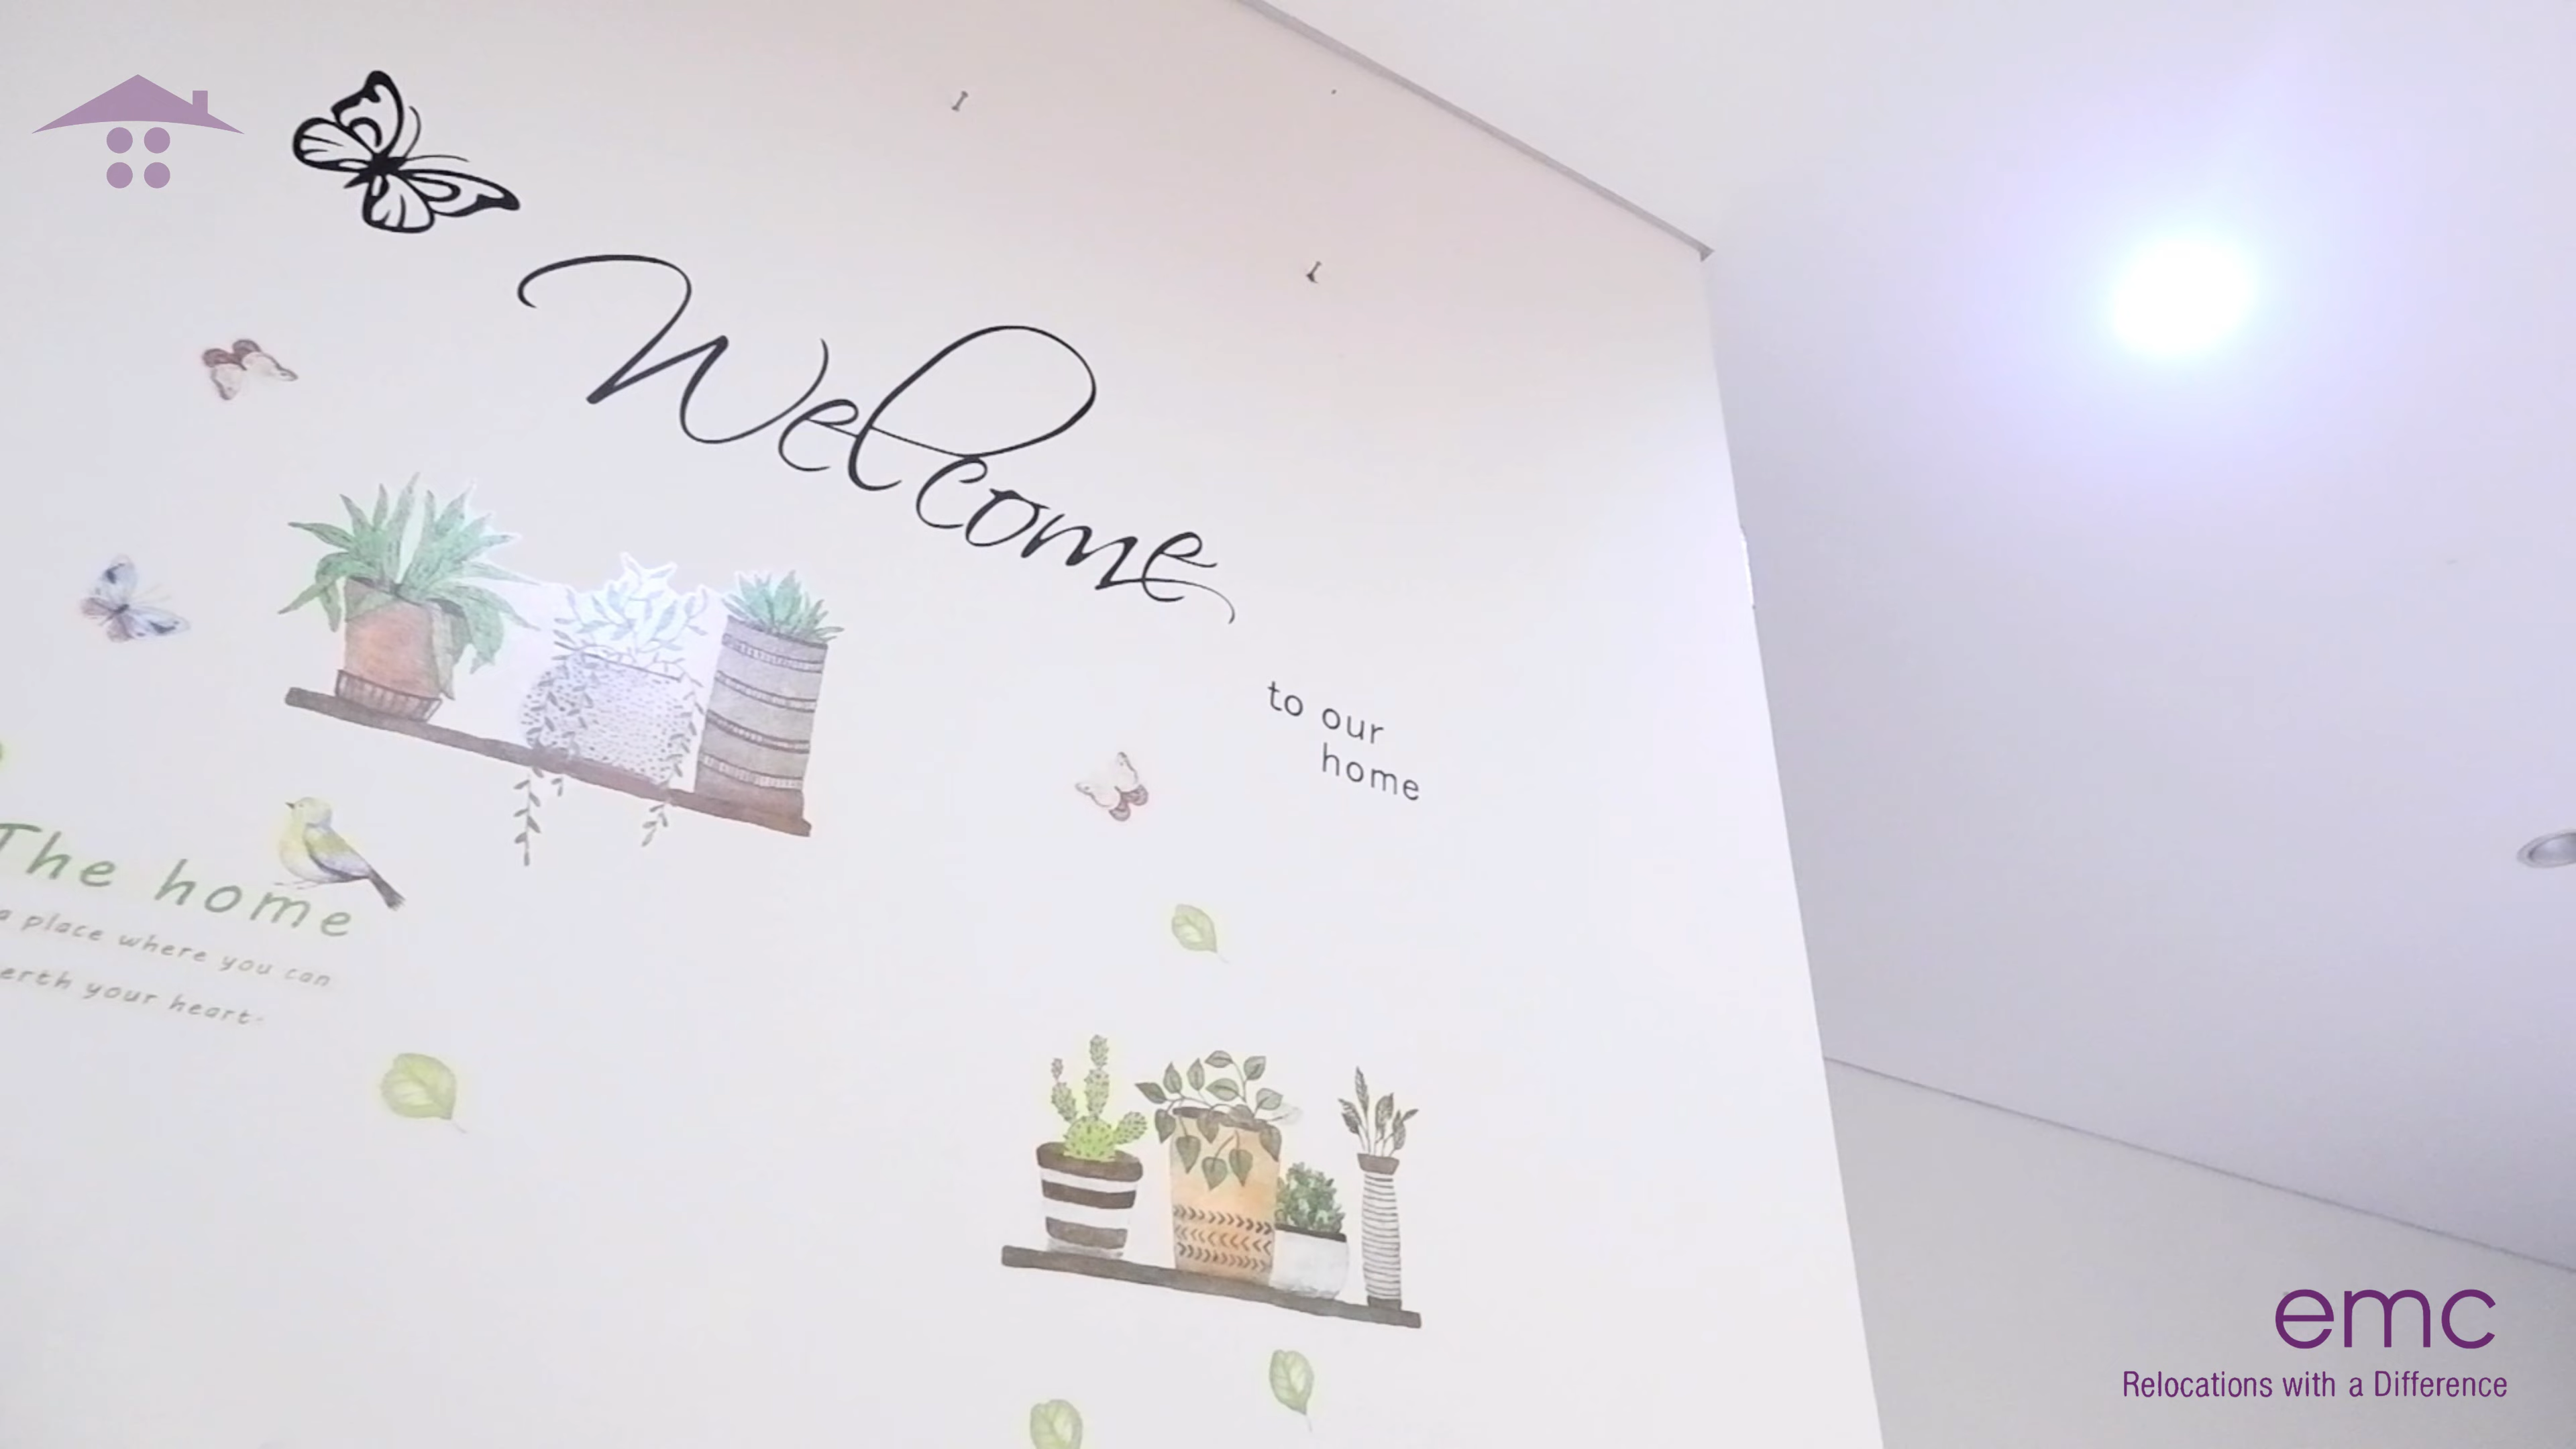 Welcome
to our
home
The home
a place where you can
erth your heart.
emc
Relocations with a Difference